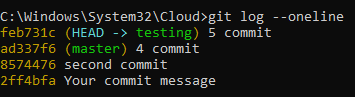 C:\Windows\System32\Cloud>git log --oneline
feb731c (HEAD -> testing) 5 commit
ad337f6 (master) 4 commit
8574476 second commit
2ff4bfa Your commit message